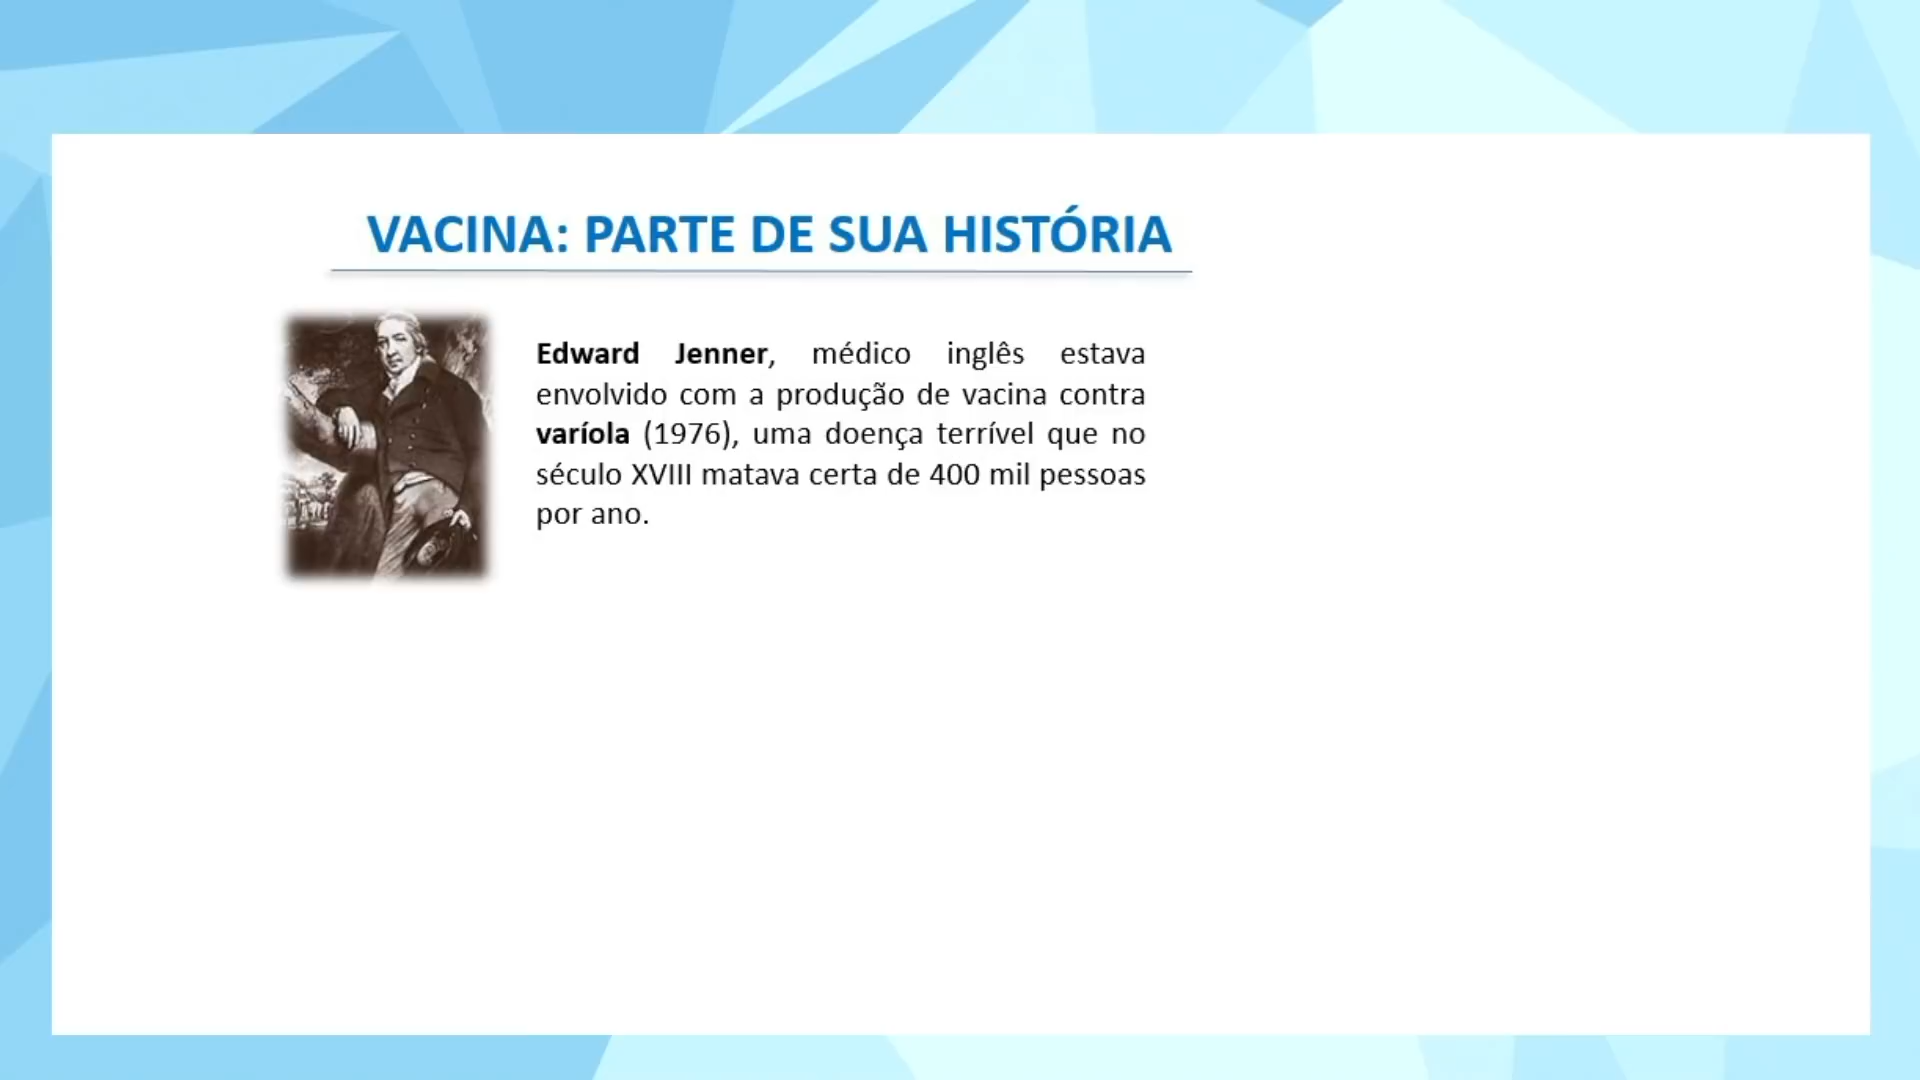 VACINA: PARTE DE SUA HISTÓRIA
Edward Jenner, médico inglês estava
envolvido com a produção de vacina contra
varíola (1976), uma doença terrível que no
século XVIII matava certa de 400 mil pessoas
por ano.